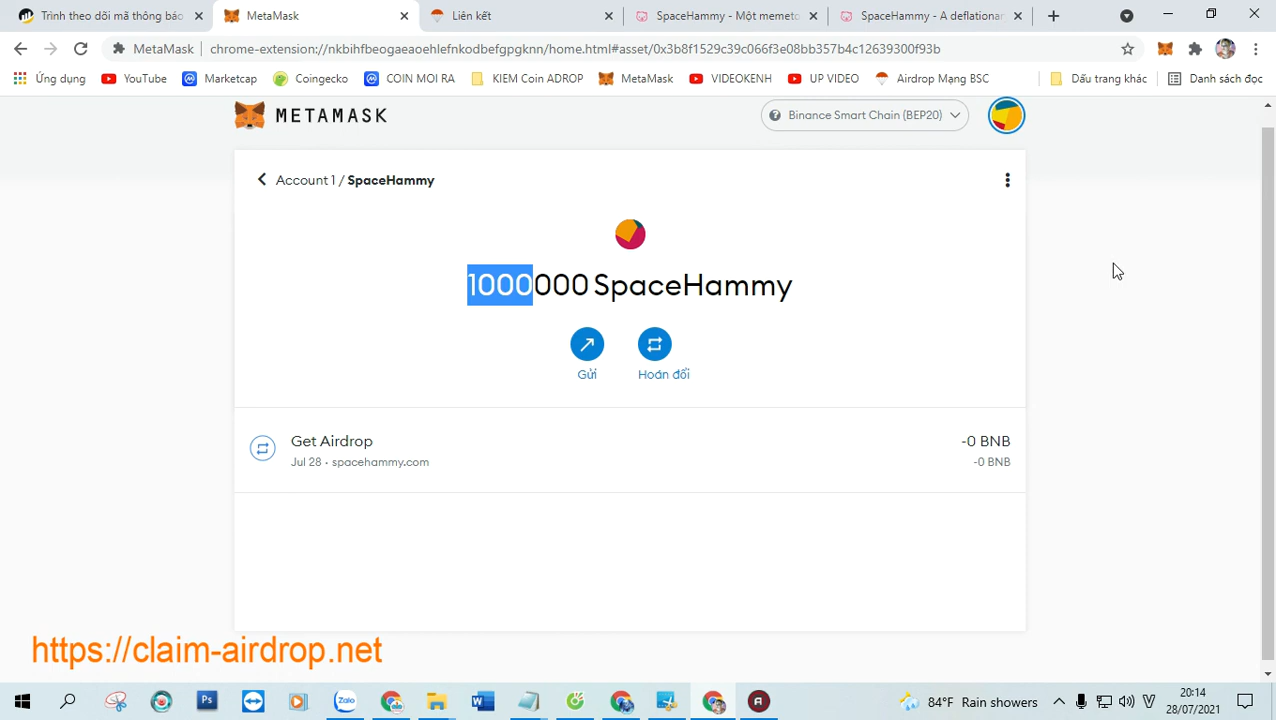 Trình theo dõi mã thông báo
MetaMask
Liên kết
SpaceHammy - Một memeto
SpaceHammy - A deflationar
MetaMask
chrome-extension://nkbihfbeogaeaoehlefnkodbefgpgknn/home.html#asset/0x3b8f1529c39c066f3e08bb357b4c12639300f93b
Ứng dụng
YouTube
Marketcap
Coingecko
COIN MOI RA
KIEM Coin ADROP
MetaMask
VIDEOKENH
UP VIDEO
Airdrop Mạng BSC
Dấu trang khác
Danh sách đọc
METAMASK
Binance Smart Chain (BEP20)
Account 1 / SpaceHammy
1000000 SpaceHammy
Gửi
Hoán đổi
Get Airdrop
-0 BNB
Jul 28 · spacehammy.com
-0 BNB
https://claim-airdrop.net
Ps
Zalo
84°F Rain showers
V
20:14
28/07/2021